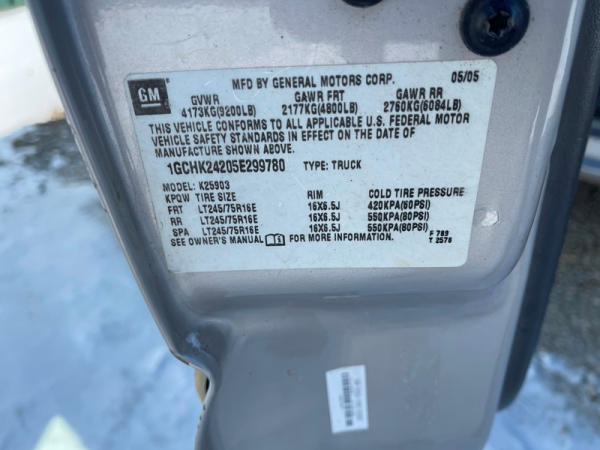 GM
MFD BY GENERAL MOTORS CORP. 05/05
GVWR GAWR FRT GAWR RR
4173KG(9200LB) 2177KG(4800LB) 2760KG(6084LB)
THIS VEHICLE CONFORMS TO ALL APPLICABLE U.S. FEDERAL MOTOR
VEHICLE SAFETY STANDARDS IN EFFECT ON THE DATE OF
MANUFACTURE SHOWN ABOVE.
1GCHK24205E299780 TYPE: TRUCK
MODEL: K25903
KPQW TIRE SIZE RIM COLD TIRE PRESSURE
FRT LT245/75R16E 16X6.5J 420KPA(60PSI)
RR LT245/75R16E 16X6.5J 550KPA(80PSI)
SPA LT245/75R16E 16X6.5J 550KPA(80PSI)
SEE OWNER'S MANUAL FOR MORE INFORMATION.
F 789
T 2578